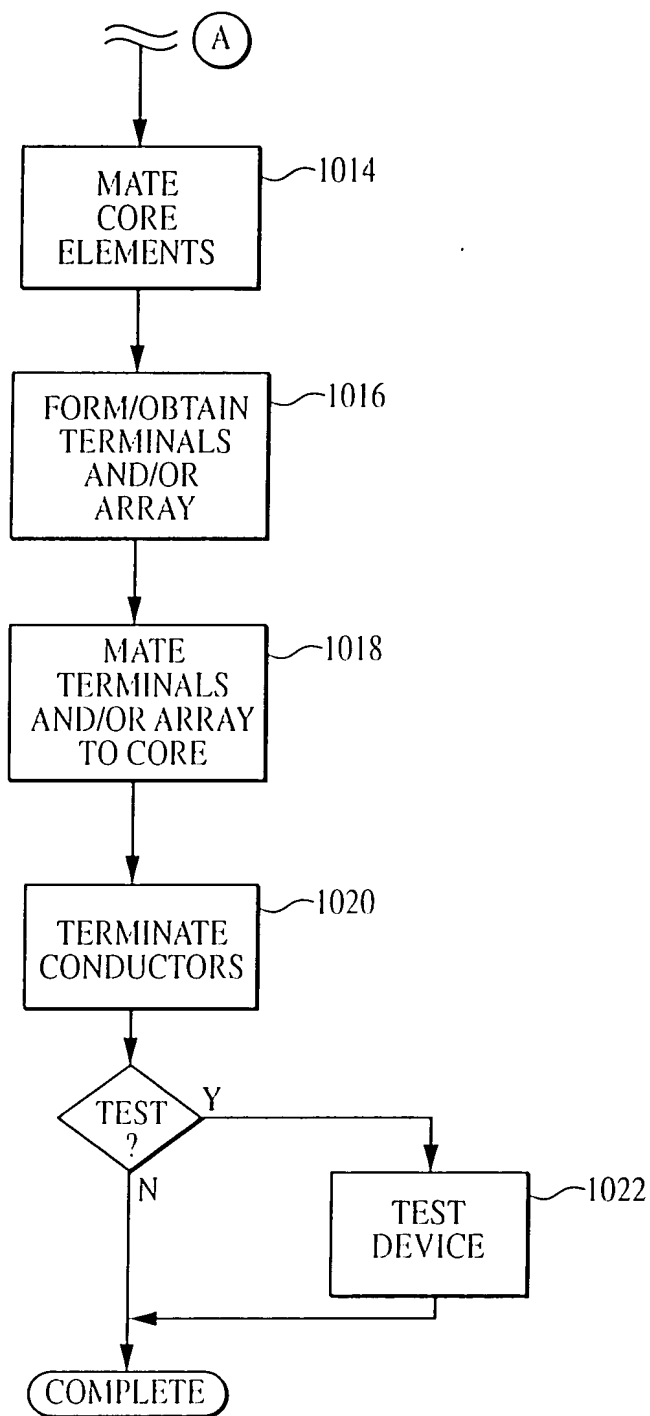 A
1014
MATE
CORE
ELEMENTS
1016
FORM/OBTAIN
TERMINALS
AND/OR
ARRAY
1018
MATE
TERMINALS
AND/OR ARRAY
TO CORE
1020
TERMINATE
CONDUCTORS
TEST
?
Y
N
1022
TEST
DEVICE
COMPLETE